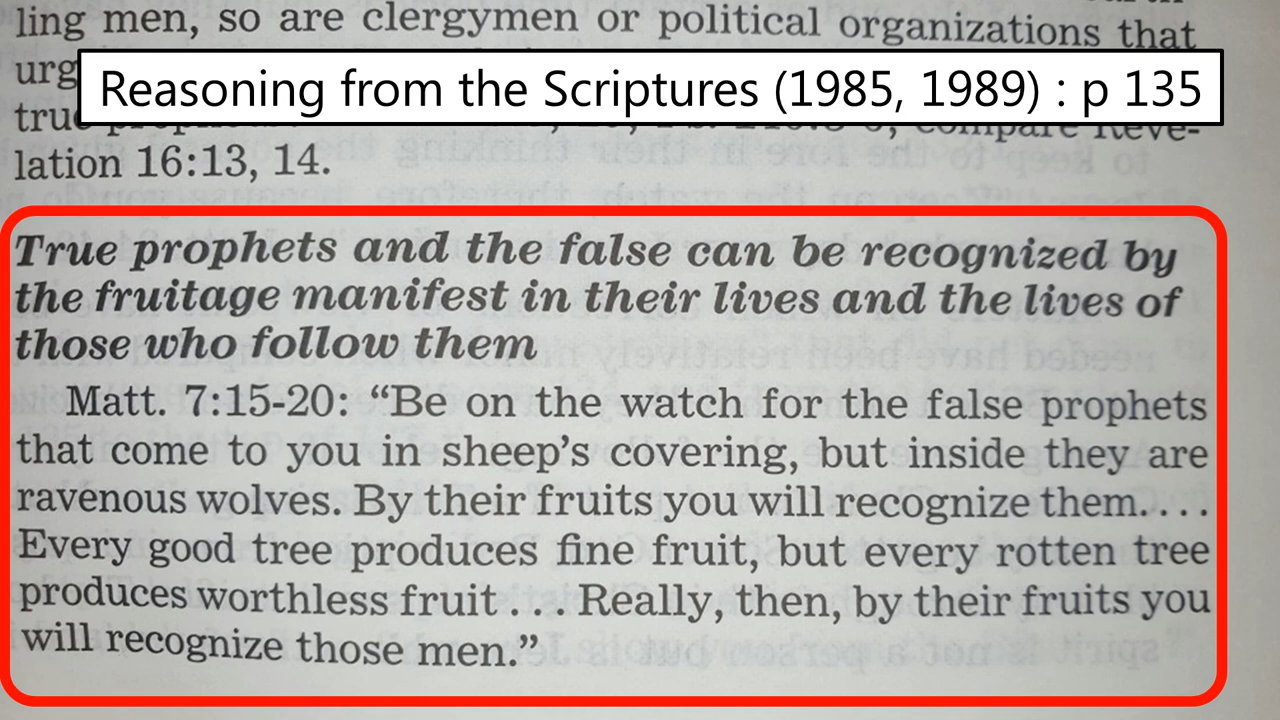 ling men, so are clergymen or political organizations that
urg
Reasoning from the Scriptures (1985, 1989) : p 135
true compare Reve-
lation 16:13, 14.
True prophets and the false can be recognized by
the fruitage manifest in their lives and the lives of
those who follow them
Matt. 7:15-20: “Be on the watch for the false prophets
that come to you in sheep’s covering, but inside they are
ravenous wolves. By their fruits you will recognize them. . . .
Every good tree produces fine fruit, but every rotten tree
produces worthless fruit . . . . Really, then, by their fruits you
will recognize those men.”